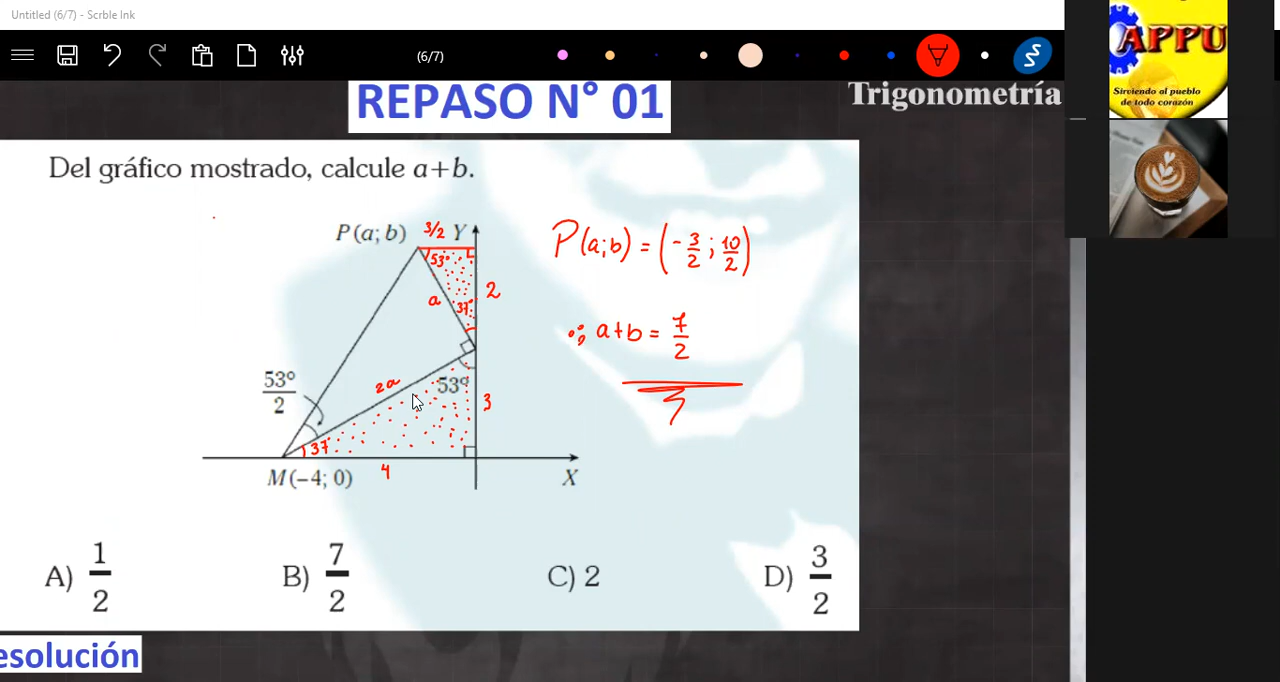 Untitled (6/7) - Scrble Ink
(6/7)
APPU
Sirviendo al pueblo
de todo corazón
REPASO N° 01
Trigonometría
Del gráfico mostrado, calcule a+b.
P(a; b)
3/2
Y
53°
a
37°
2
P(a;b) = (-3/2 ; 10/2)
∴ a+b = 7/2
53°/2
2a
53°
3
37
4
M(−4; 0)
X
A) 1/2
B) 7/2
C) 2
D) 3/2
esolución